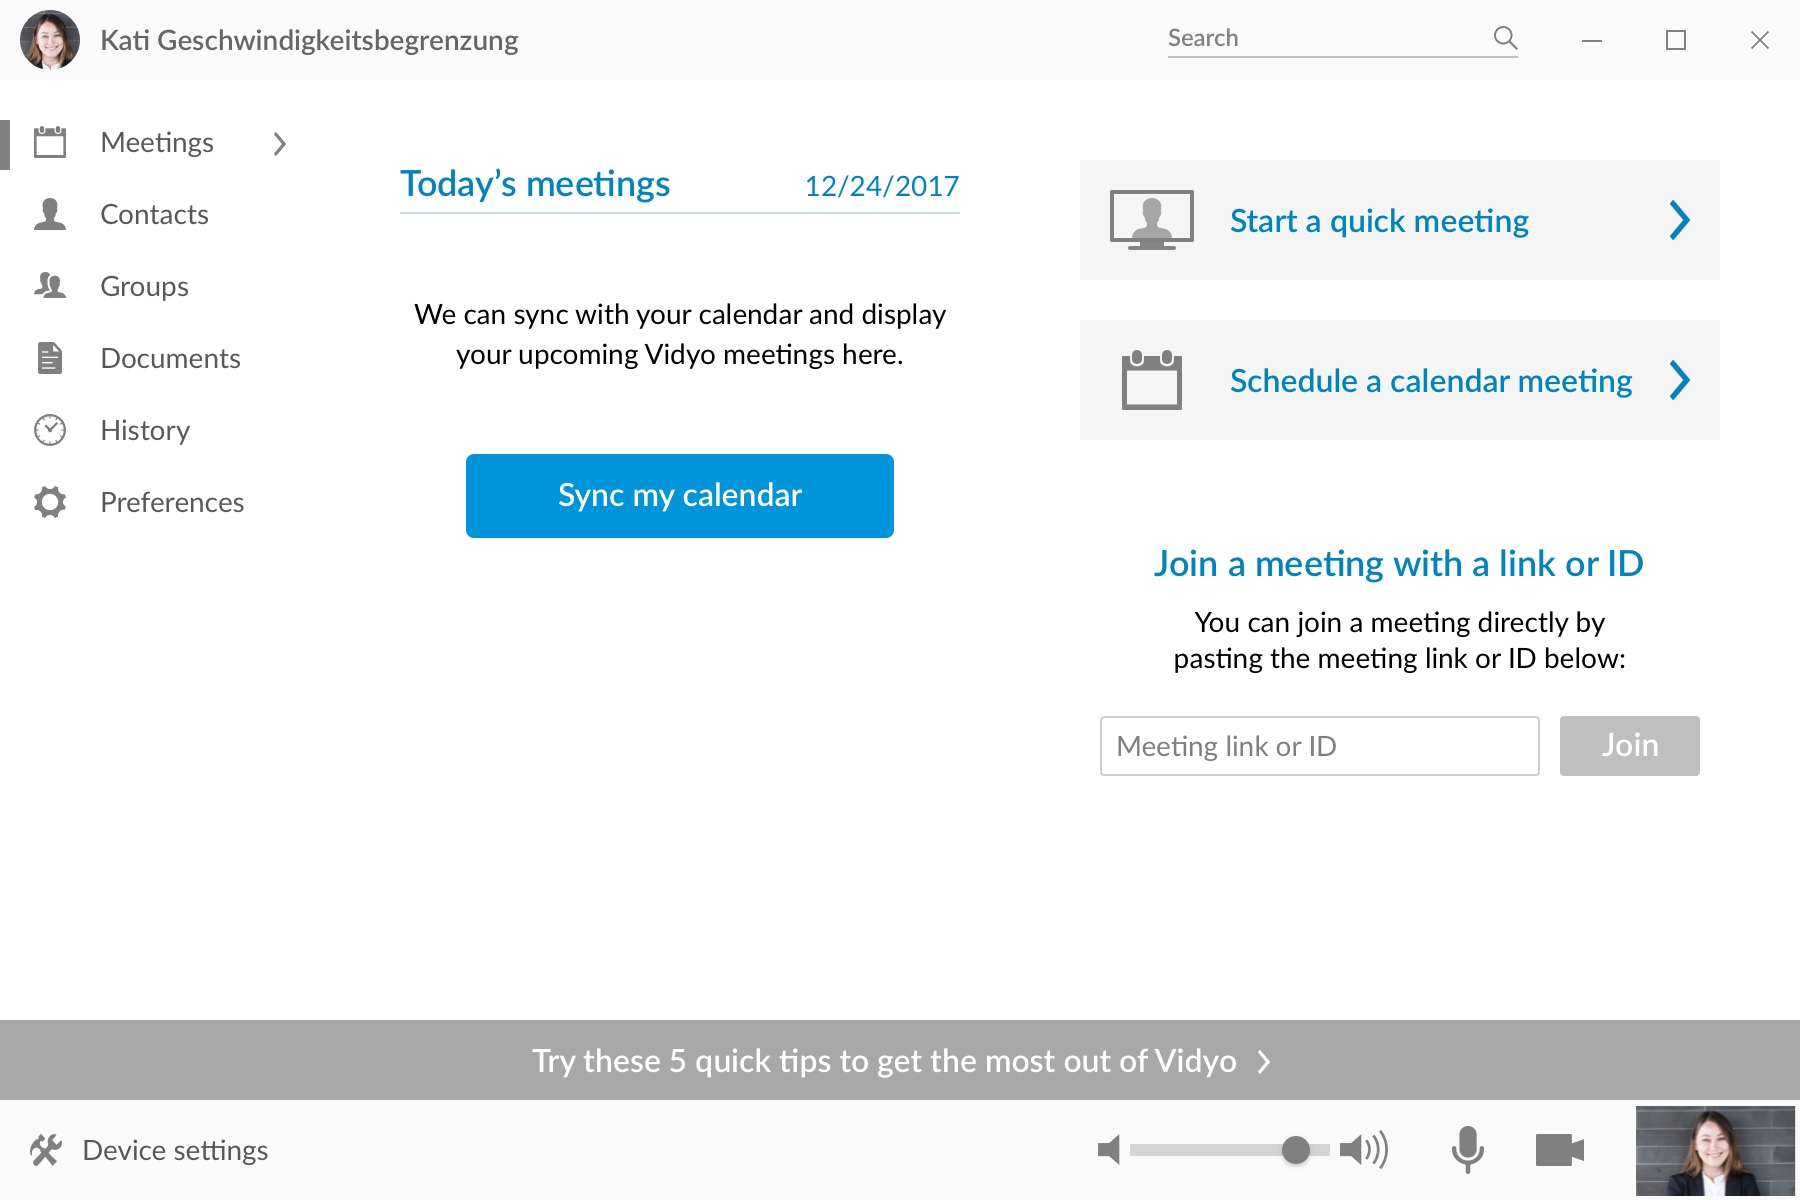 Kati Geschwindigkeitsbegrenzung
Search
Meetings
Contacts
Groups
Documents
History
Preferences
Today’s meetings
12/24/2017
We can sync with your calendar and display
your upcoming Vidyo meetings here.
Sync my calendar
Start a quick meeting
Schedule a calendar meeting
Join a meeting with a link or ID
You can join a meeting directly by
pasting the meeting link or ID below:
Meeting link or ID
Join
Try these 5 quick tips to get the most out of Vidyo
Device settings